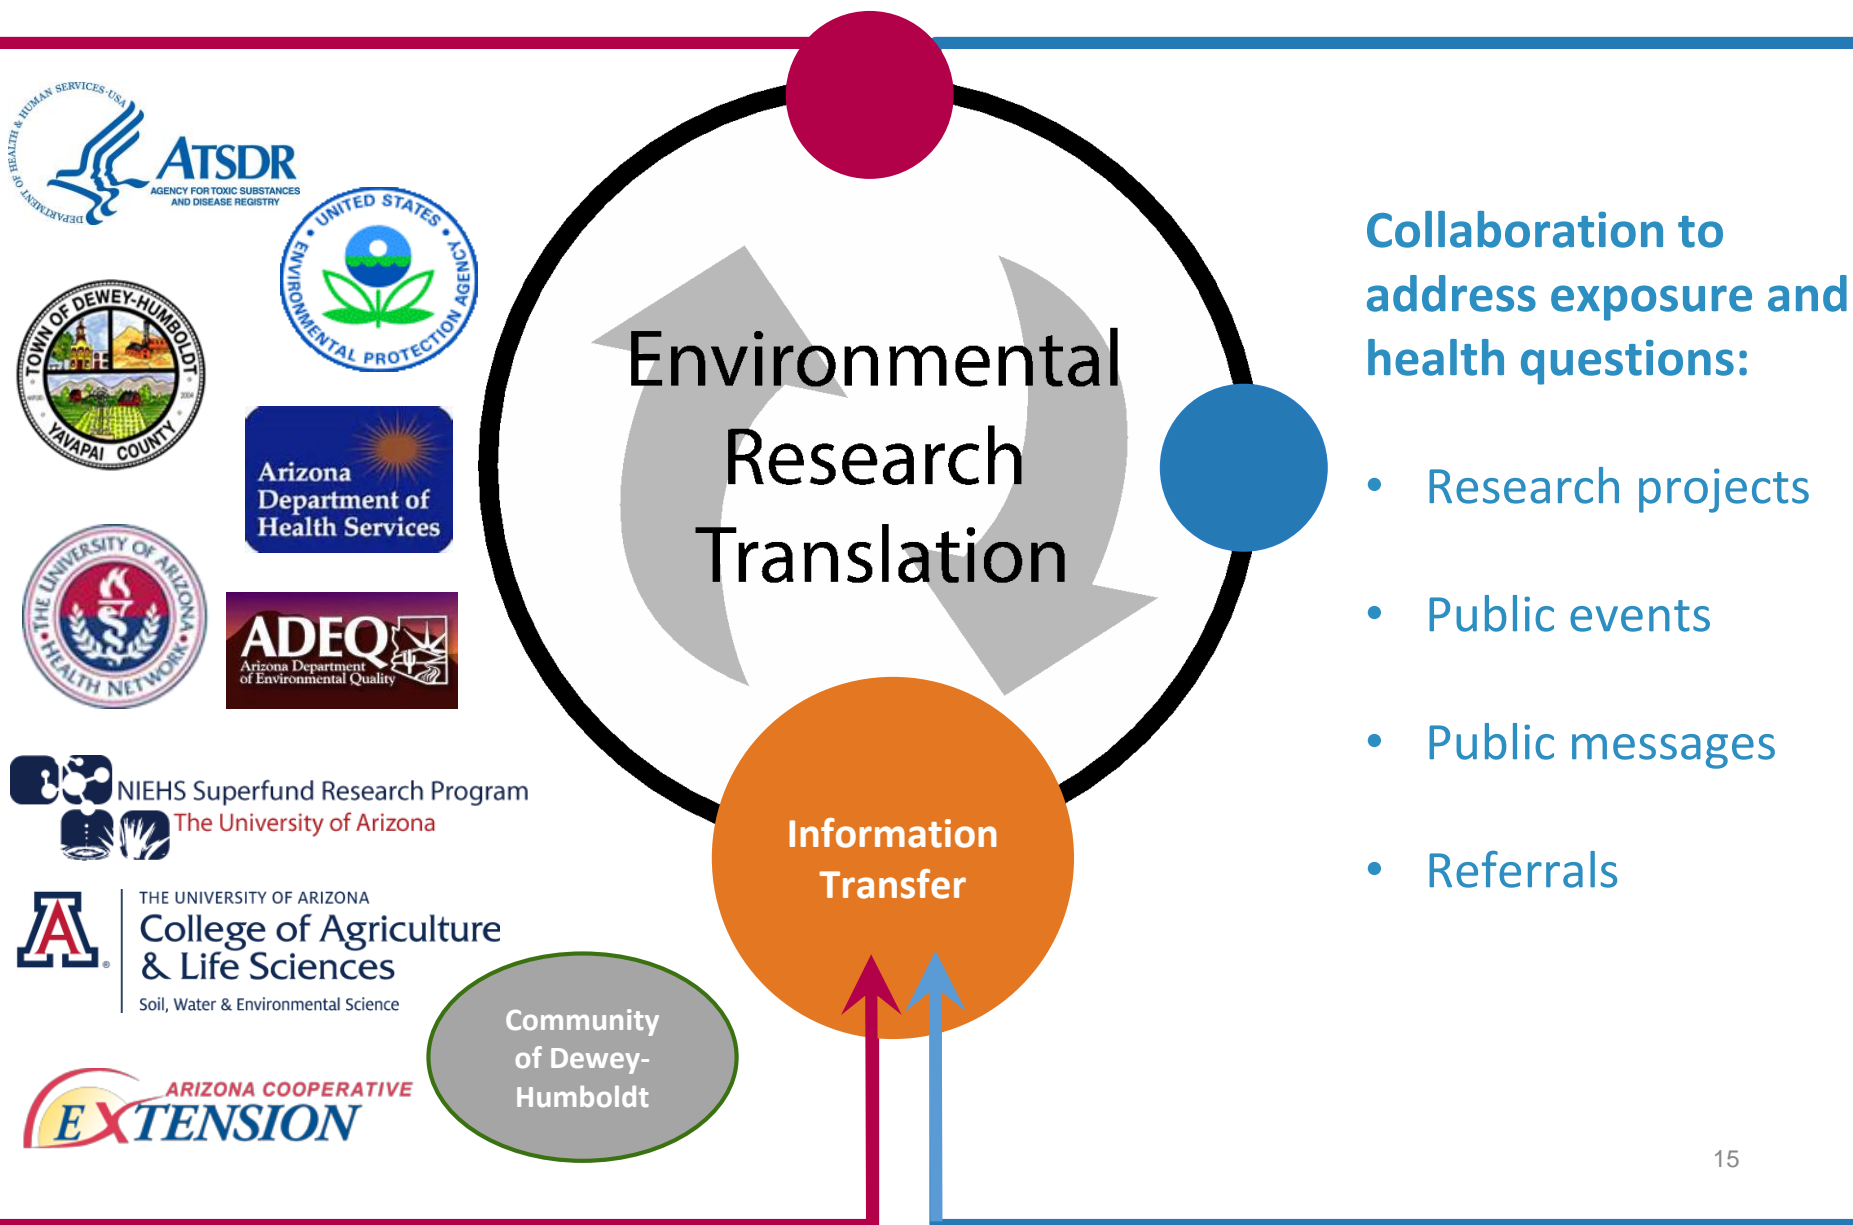 DEPARTMENT OF HEALTH & HUMAN SERVICES·USA
ATSDR
AGENCY FOR TOXIC SUBSTANCES
AND DISEASE REGISTRY
UNITED STATES
ENVIRONMENTAL PROTECTION AGENCY
TOWN OF DEWEY-HUMBOLDT
2004
YAVAPAI COUNTY
Arizona
Department of
Health Services
THE UNIVERSITY OF ARIZONA
HEALTH NETWORK
ADEQ
Arizona Department
of Environmental Quality
NIEHS Superfund Research Program
The University of Arizona
A
THE UNIVERSITY OF ARIZONA
College of Agriculture
& Life Sciences
Soil, Water & Environmental Science
ARIZONA COOPERATIVE
EXTENSION
Community
of Dewey-
Humboldt
Environmental
Research
Translation
Information
Transfer
Collaboration to
address exposure and
health questions:
• Research projects
• Public events
• Public messages
• Referrals
15